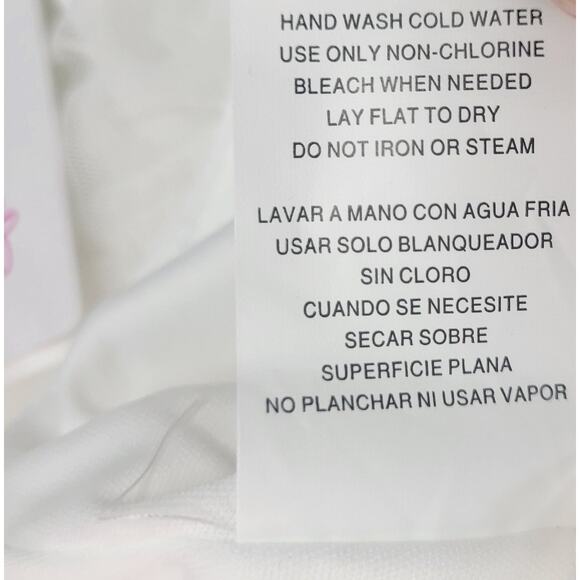 HAND WASH COLD WATER
USE ONLY NON-CHLORINE
BLEACH WHEN NEEDED
LAY FLAT TO DRY
DO NOT IRON OR STEAM
LAVAR A MANO CON AGUA FRIA
USAR SOLO BLANQUEADOR
SIN CLORO
CUANDO SE NECESITE
SECAR SOBRE
SUPERFICIE PLANA
NO PLANCHAR NI USAR VAPOR